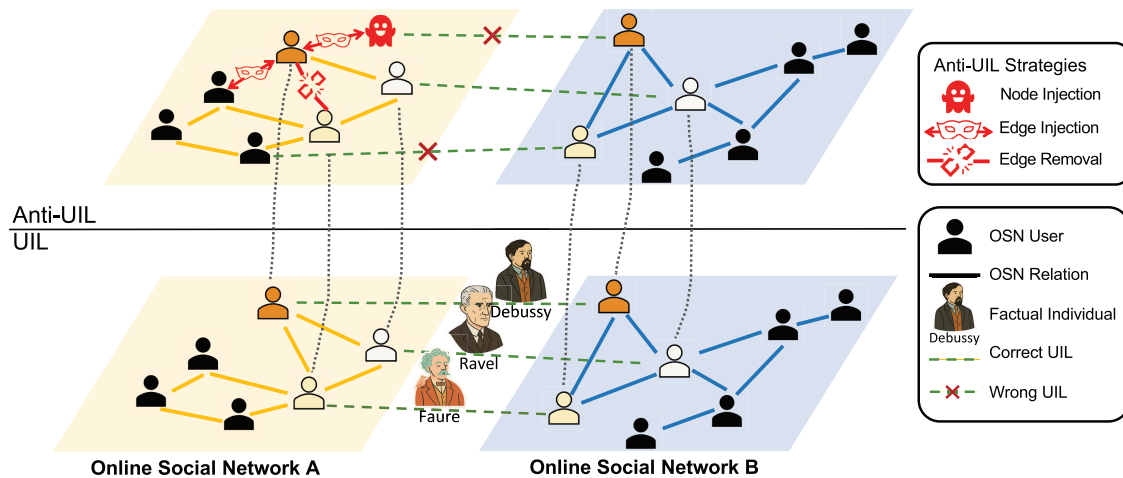 Anti-UIL Strategies
Node Injection
Edge Injection
Edge Removal
Anti-UIL
UIL
OSN User
OSN Relation
Factual Individual
Debussy
Correct UIL
Wrong UIL
Debussy
Ravel
Faure
Online Social Network A
Online Social Network B